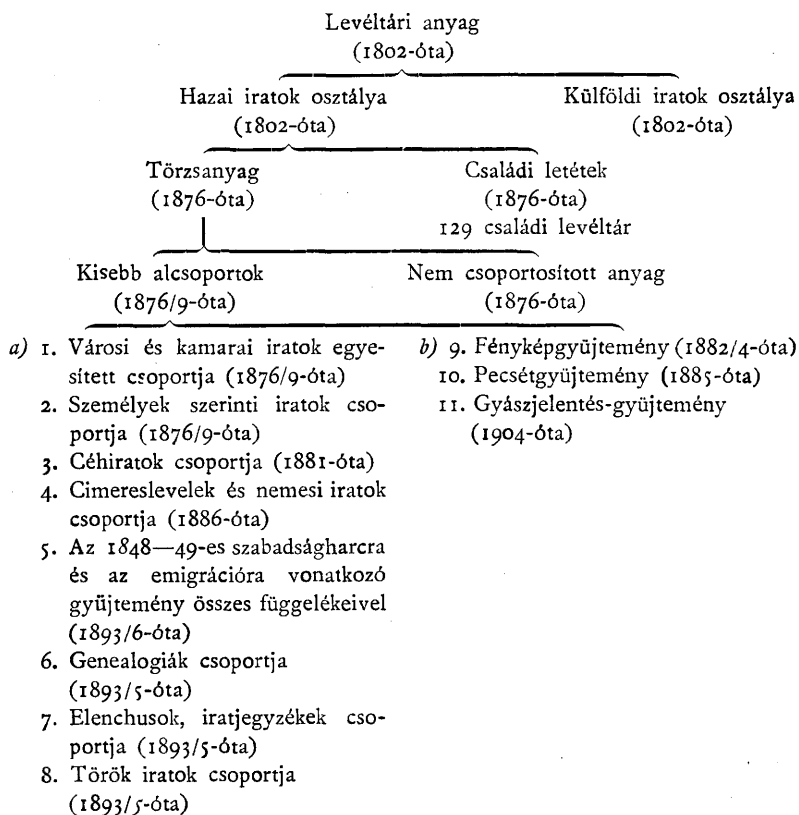 Levéltári anyag
(1802-óta)
Hazai iratok osztálya
(1802-óta)
Külföldi iratok osztálya
(1802-óta)
Törzsanyag
(1876-óta)
Családi letétek
(1876-óta)
129 családi levéltár
Kisebb alcsoportok
(1876/9-óta)
Nem csoportosított anyag
(1876-óta)
a) 1. Városi és kamarai iratok egye-
sített csoportja (1876/9-óta)
2. Személyek szerinti iratok cso-
portja (1876/9-óta)
3. Céhiratok csoportja (1881-óta)
4. Cimereslevelek és nemesi iratok
csoportja (1886-óta)
5. Az 1848—49-es szabadságharcra
és az emigrációra vonatkozó
gyüjtemény összes függelékeivel
(1893/6-óta)
6. Genealogiák csoportja
(1893/5-óta)
7. Elenchusok, iratjegyzékek cso-
portja (1893/5-óta)
8. Török iratok csoportja
(1893/5-óta)
b) 9. Fényképgyüjtemény (1882/4-óta)
10. Pecsétgyüjtemény (1885-óta)
11. Gyászjelentés-gyüjtemény
(1904-óta)